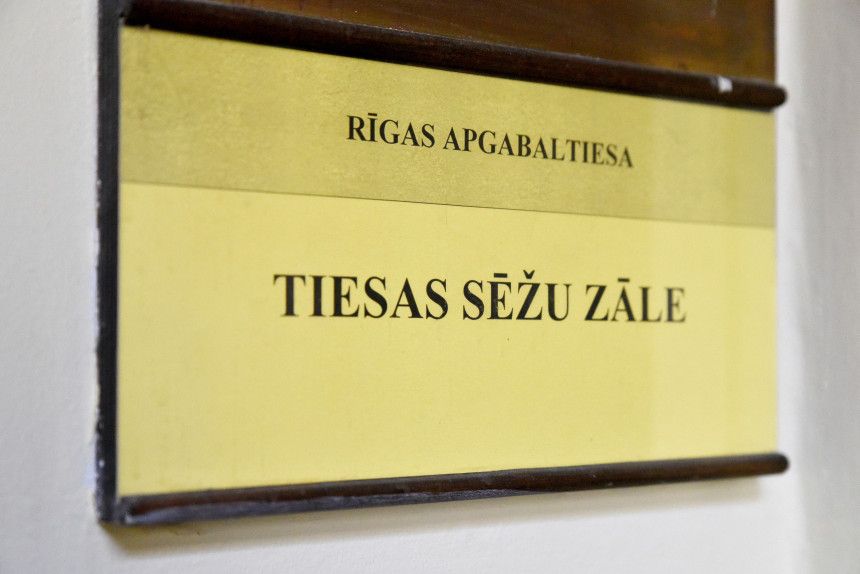 RĪGAS APGABALTIESA
TIESAS SĒŽU ZĀLE